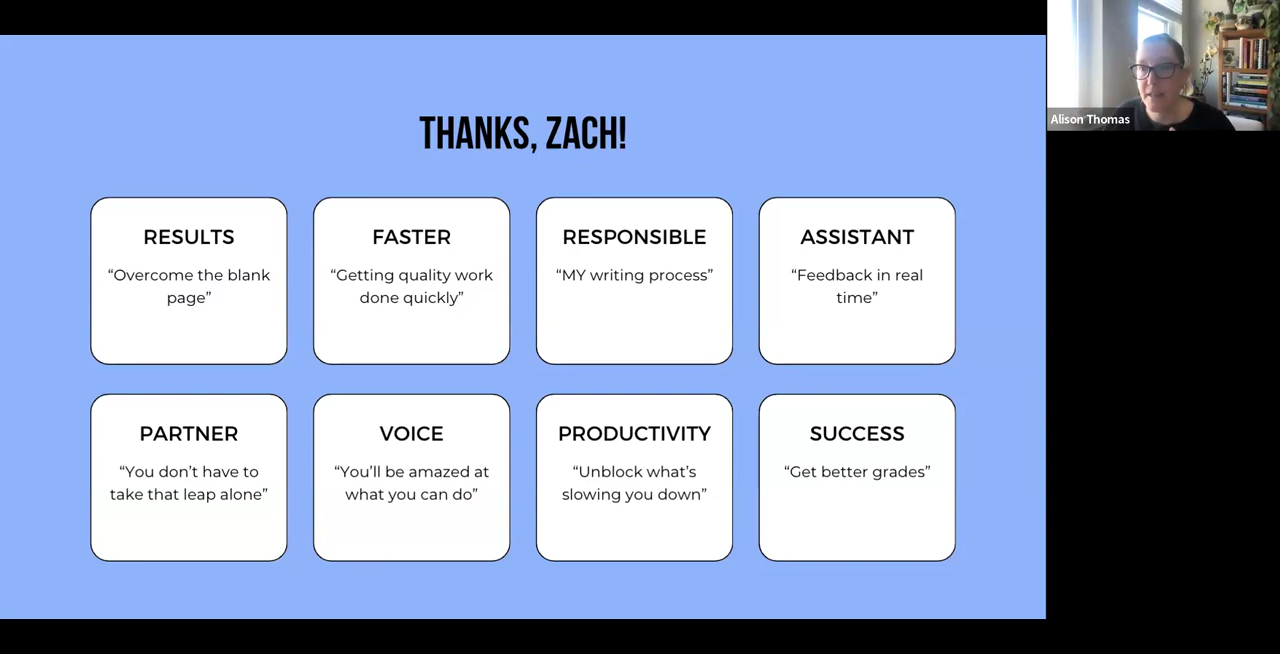 THANKS, ZACH!
RESULTS
“Overcome the blank
page”
FASTER
“Getting quality work
done quickly”
RESPONSIBLE
“MY writing process”
ASSISTANT
“Feedback in real
time”
PARTNER
“You don’t have to
take that leap alone”
VOICE
“You’ll be amazed at
what you can do”
PRODUCTIVITY
“Unblock what’s
slowing you down”
SUCCESS
“Get better grades”
Alison Thomas